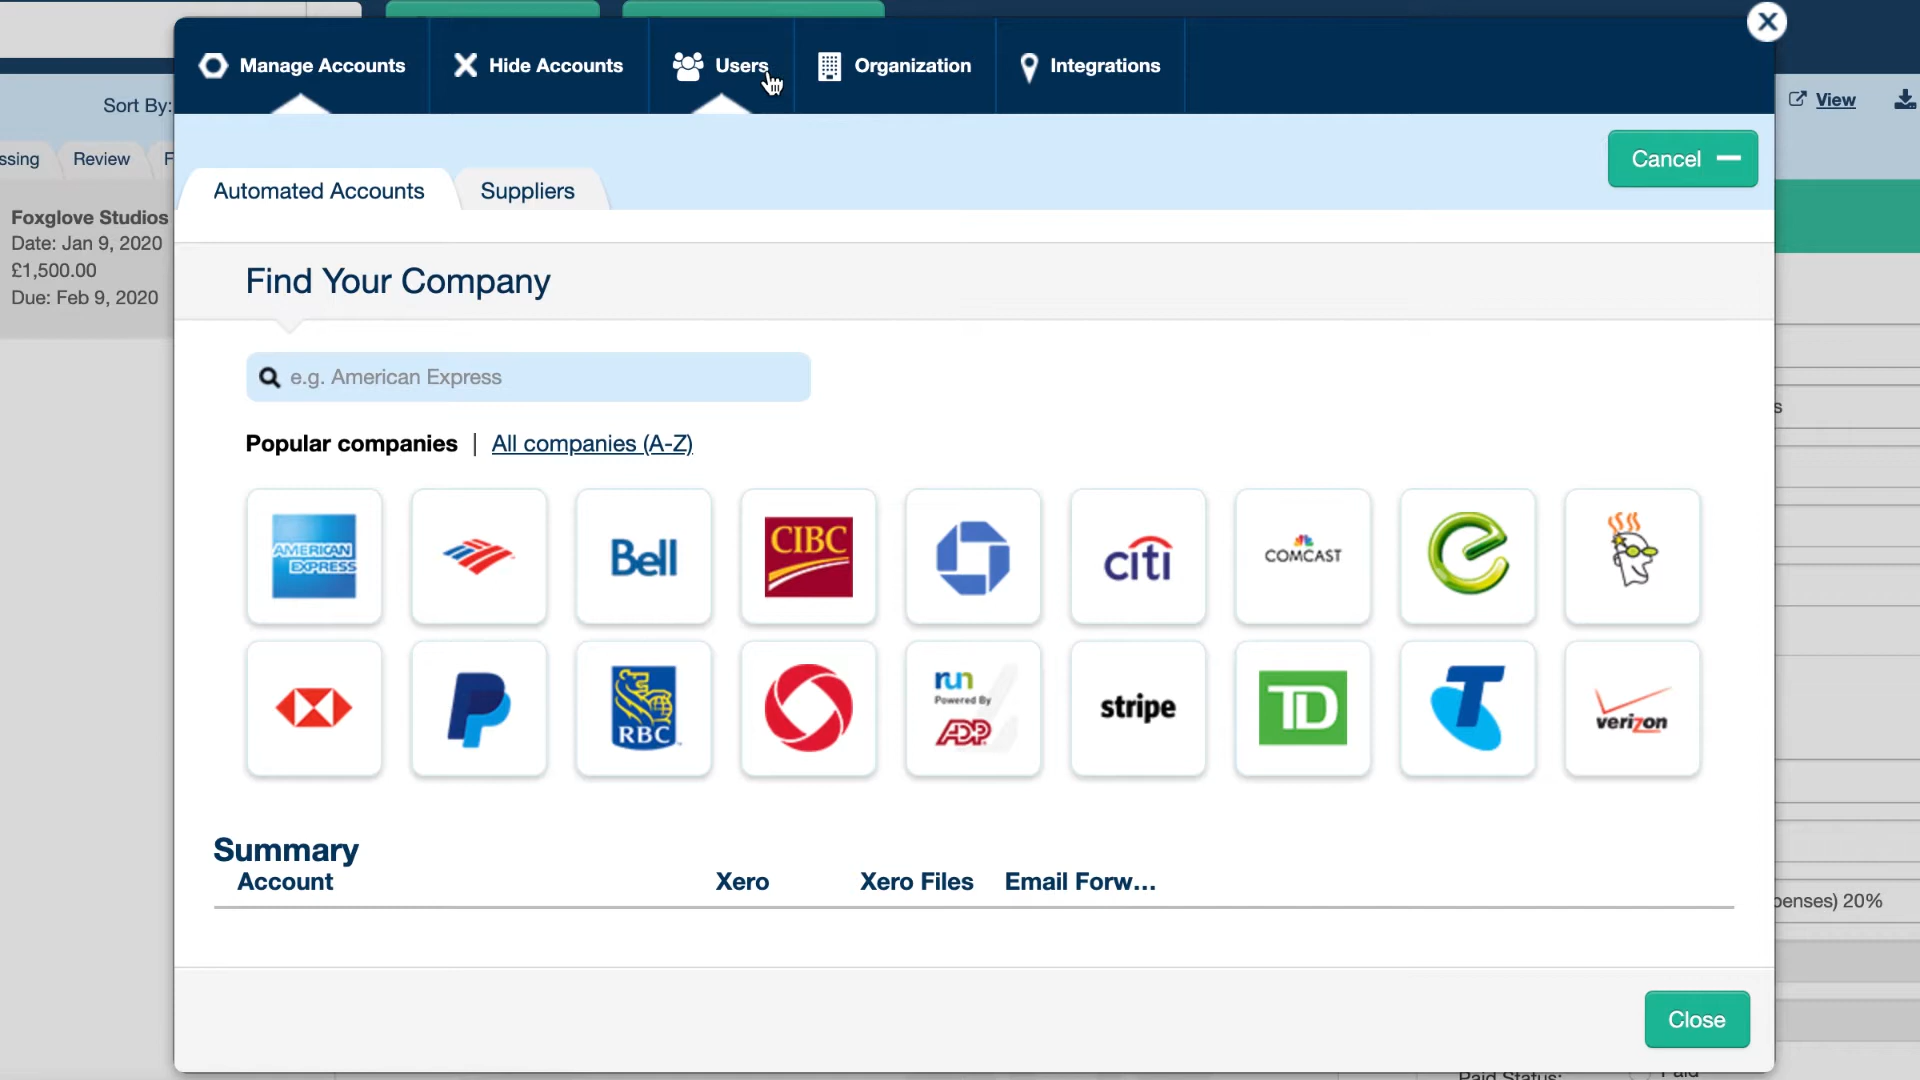 Manage Accounts
Hide Accounts
Users
Organization
Integrations
Sort By:
View
ssing
Review
F
Cancel
Automated Accounts
Suppliers
Foxglove Studios
Date: Jan 9, 2020
£1,500.00
Due: Feb 9, 2020
Find Your Company
e.g. American Express
s
Popular companies | All companies (A-Z)
AMERICAN
EXPRESS
Bell
CIBC
citi
COMCAST
RBC
run
Powered By
ADP
stripe
TD
T
verizon
Summary
Account
Xero
Xero Files
Email Forw...
penses) 20%
Close
Paid Status:
Paid